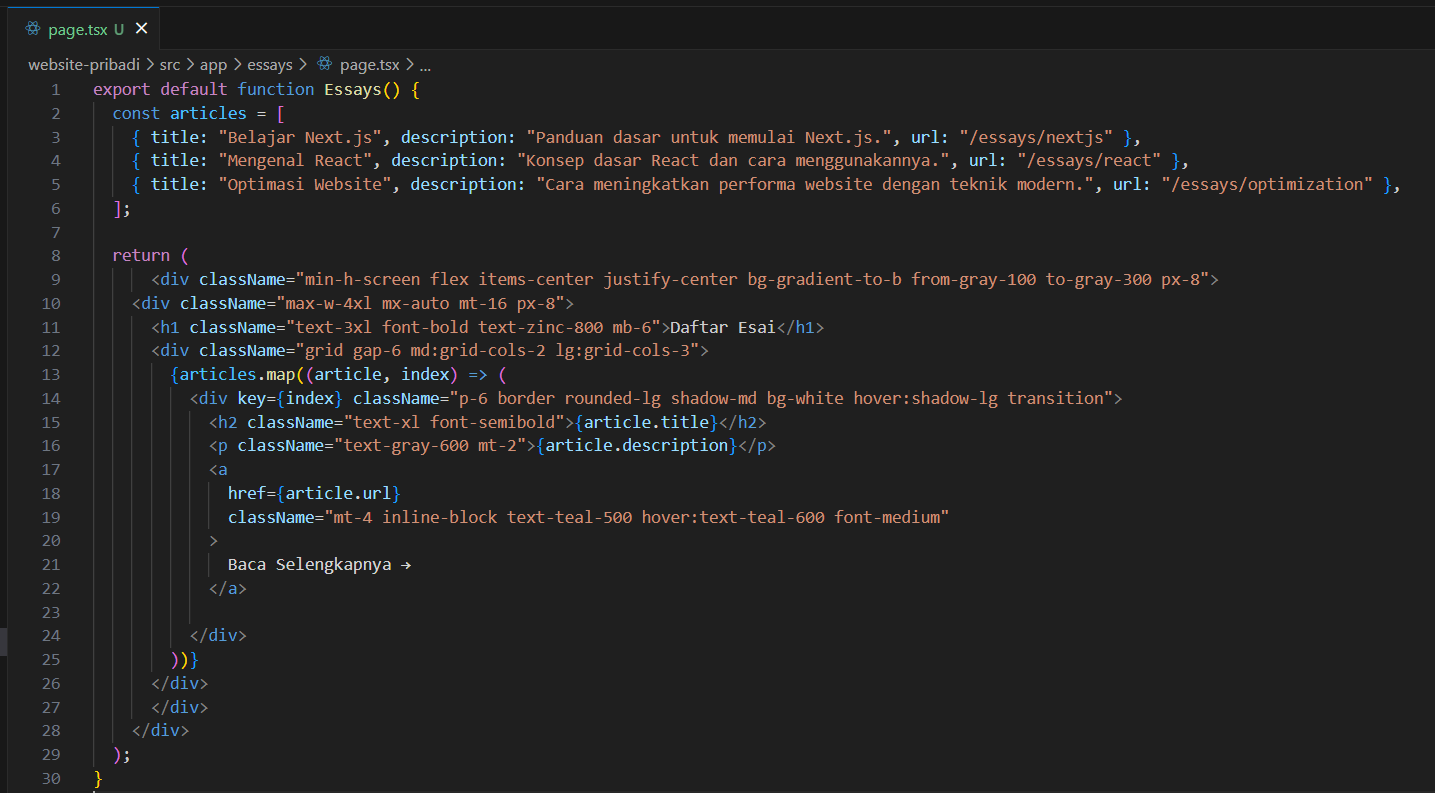 page.tsx U ×
website-pribadi > src > app > essays > page.tsx > ...
1 export default function Essays() {
2   const articles = [
3     { title: "Belajar Next.js", description: "Panduan dasar untuk memulai Next.js.", url: "/essays/nextjs" },
4     { title: "Mengenal React", description: "Konsep dasar React dan cara menggunakannya.", url: "/essays/react" },
5     { title: "Optimasi Website", description: "Cara meningkatkan performa website dengan teknik modern.", url: "/essays/optimization" },
6   ];
7
8   return (
9       <div className="min-h-screen flex items-center justify-center bg-gradient-to-b from-gray-100 to-gray-300 px-8">
10     <div className="max-w-4xl mx-auto mt-16 px-8">
11       <h1 className="text-3xl font-bold text-zinc-800 mb-6">Daftar Esai</h1>
12       <div className="grid gap-6 md:grid-cols-2 lg:grid-cols-3">
13         {articles.map((article, index) => (
14           <div key={index} className="p-6 border rounded-lg shadow-md bg-white hover:shadow-lg transition">
15             <h2 className="text-xl font-semibold">{article.title}</h2>
16             <p className="text-gray-600 mt-2">{article.description}</p>
17             <a
18               href={article.url}
19               className="mt-4 inline-block text-teal-500 hover:text-teal-600 font-medium"
20             >
21               Baca Selengkapnya →
22             </a>
23
24           </div>
25         ))}
26       </div>
27       </div>
28     </div>
29   );
30 }